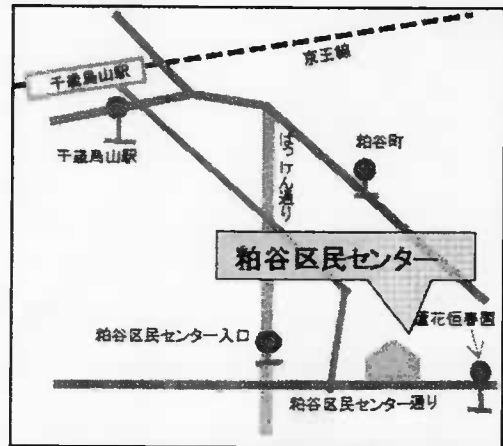 京王線
千歳烏山駅
千歳烏山駅
粕谷町
ばっけん通り
粕谷区民センター
蘆花恒春園
粕谷区民センター入口
粕谷区民センター通り